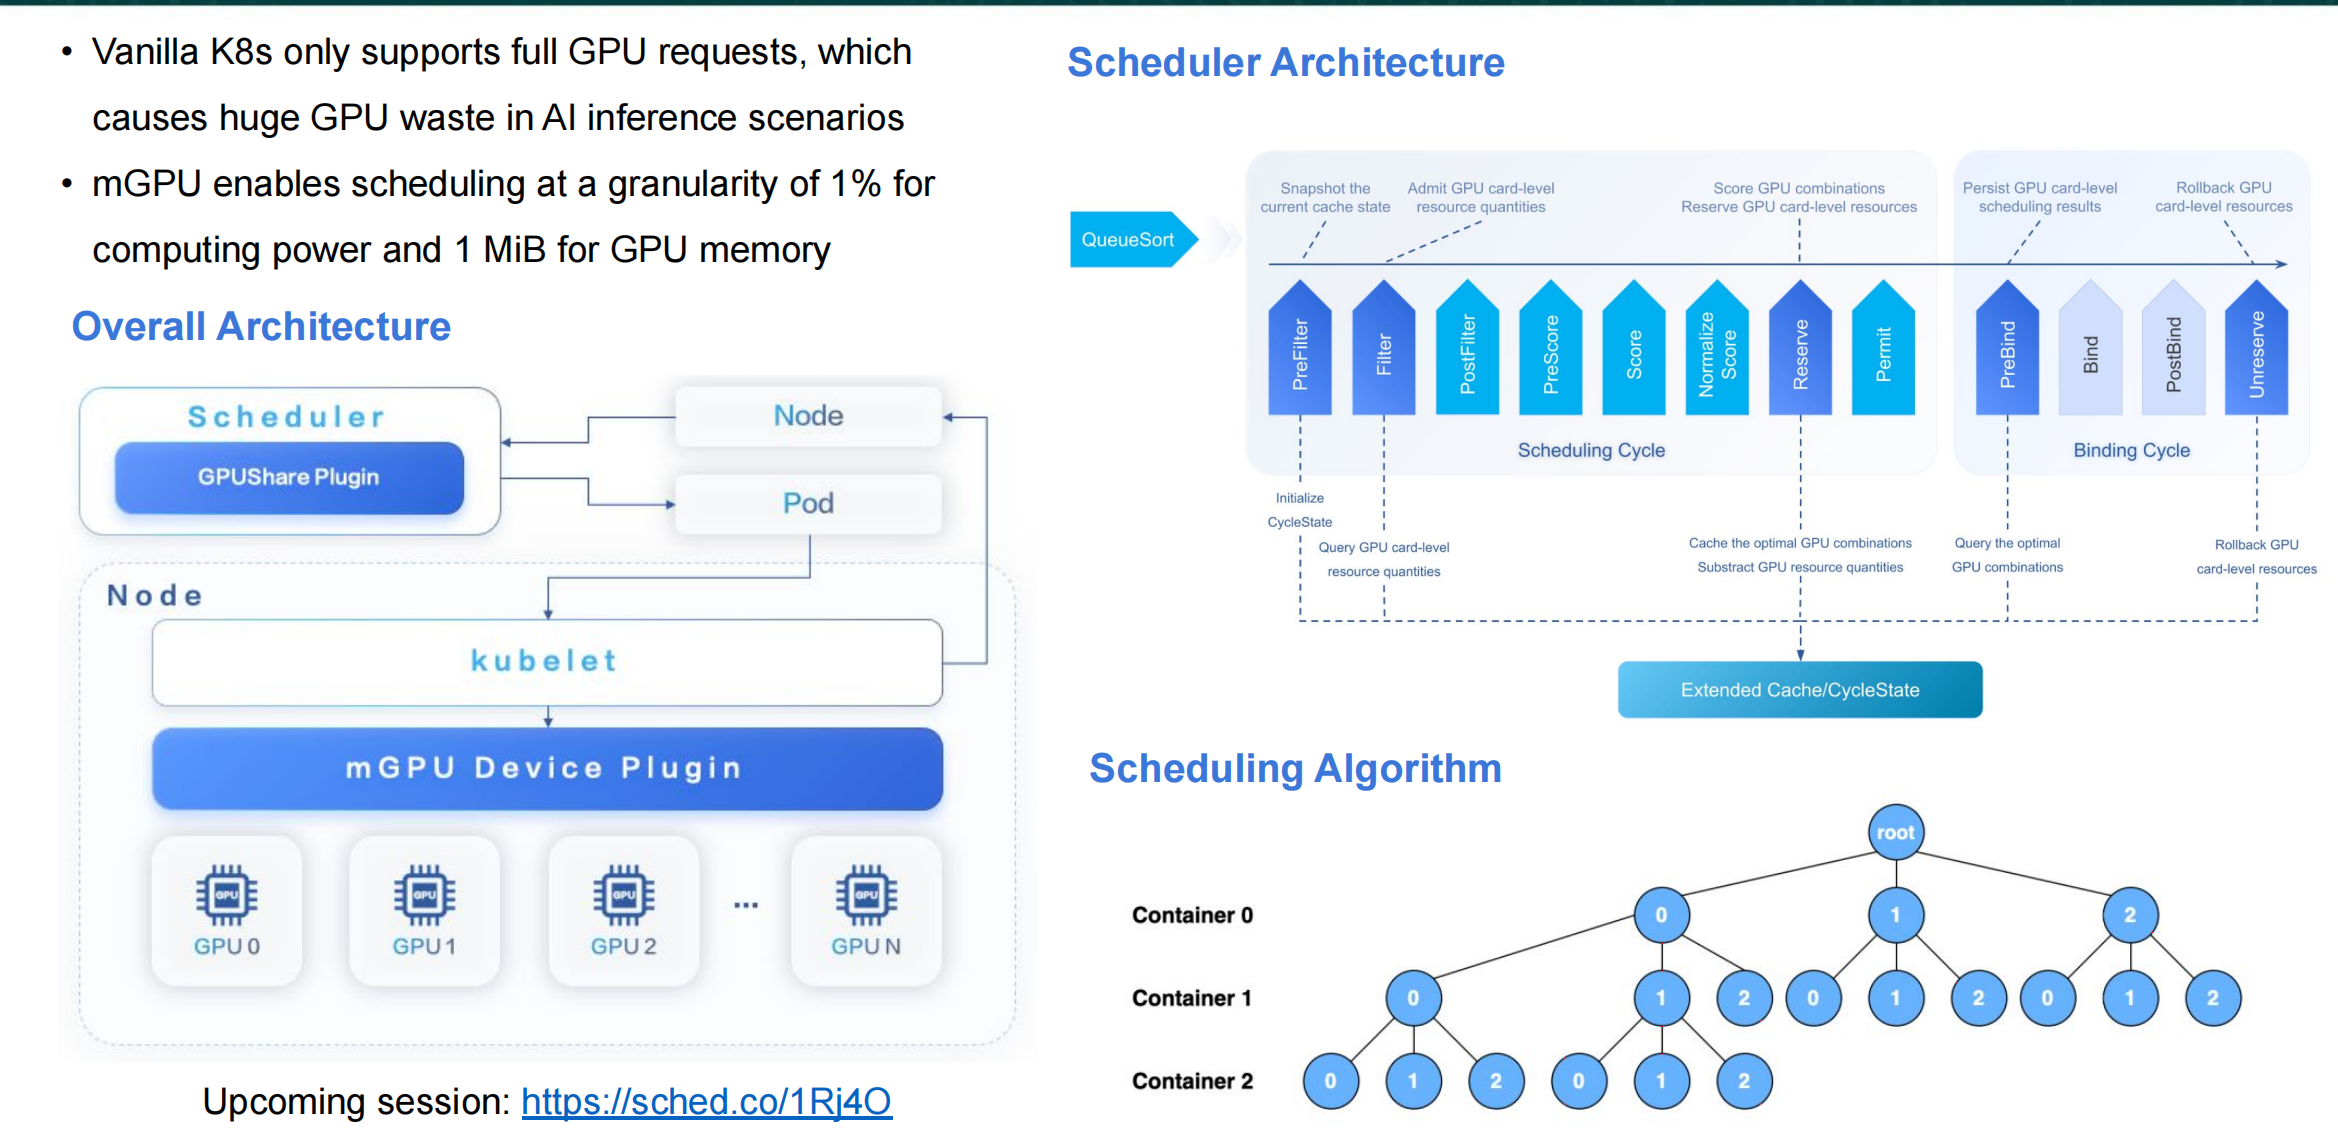 • Vanilla K8s only supports full GPU requests, which
causes huge GPU waste in AI inference scenarios
• mGPU enables scheduling at a granularity of 1% for
computing power and 1 MiB for GPU memory
Overall Architecture
Scheduler
GPUShare Plugin
Node
Pod
Node
kubelet
mGPU Device Plugin
GPU
GPU 0
GPU
GPU 1
GPU
GPU 2
...
GPU
GPU N
Upcoming session: https://sched.co/1Rj4O
Scheduler Architecture
QueueSort
Snapshot the
current cache state
Admit GPU card-level
resource quantities
Score GPU combinations
Reserve GPU card-level resources
Persist GPU card-level
scheduling results
Rollback GPU
card-level resources
PreFilter
Filter
PostFilter
PreScore
Score
Normalize
Score
Reserve
Permit
PreBind
Bind
PostBind
Unreserve
Scheduling Cycle
Binding Cycle
Initialize
CycleState
Query GPU card-level
resource quantities
Cache the optimal GPU combinations
Substract GPU resource quantities
Query the optimal
GPU combinations
Rollback GPU
card-level resources
Extended Cache/CycleState
Scheduling Algorithm
root
Container 0
0 1 2
Container 1
0 1 2 0 1 2 0 1 2
Container 2
0 1 2 0 1 2